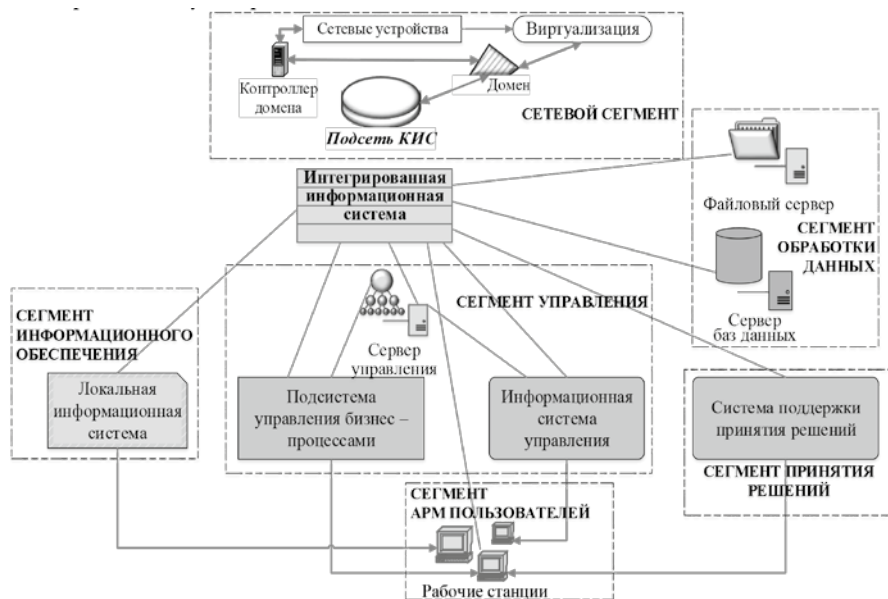 Сетевые устройства
Виртуализация
Контроллер
домена
Домен
Подсеть КИС
СЕТЕВОЙ СЕГМЕНТ
Интегрированная
информационная
система
Файловый сервер
СЕГМЕНТ
ОБРАБОТКИ
ДАННЫХ
Сервер
баз данных
СЕГМЕНТ
ИНФОРМАЦИОННОГО
ОБЕСПЕЧЕНИЯ
Локальная
информационная
система
СЕГМЕНТ УПРАВЛЕНИЯ
Сервер
управления
Подсистема
управления бизнес –
процессами
Информационная
система
управления
Система поддержки
принятия решений
СЕГМЕНТ ПРИНЯТИЯ
РЕШЕНИЙ
СЕГМЕНТ
АРМ ПОЛЬЗОВАТЕЛЕЙ
Рабочие станции